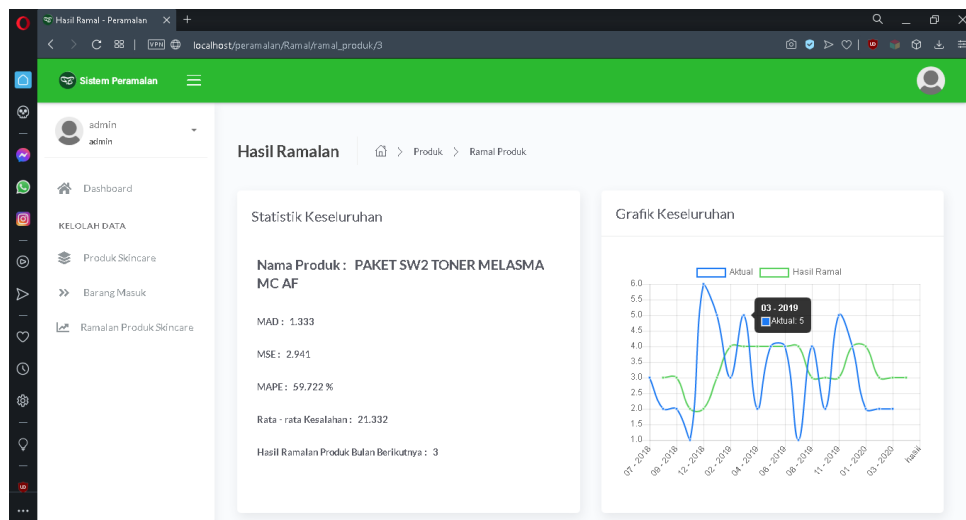 Hasil Ramal - Peramalan
VPN
localhost/peramalan/Ramal/ramal_produk/3
Sistem Peramalan
admin
admin
Dashboard
KELOLAH DATA
Produk Skincare
Barang Masuk
Ramalan Produk Skincare
Hasil Ramalan
Produk > Ramal Produk
Statistik Keseluruhan
Nama Produk : PAKET SW2 TONER MELASMA
MC AF
MAD : 1.333
MSE : 2.941
MAPE : 59.722 %
Rata - rata Kesalahan : 21.332
Hasil Ramalan Produk Bulan Berikutnya : 3
Grafik Keseluruhan
Aktual Hasil Ramal
6.0
5.5
5.0
4.5
4.0
3.5
3.0
2.5
2.0
1.5
1.0
03 - 2019
Aktual: 5
07 - 2018
09 - 2018
12 - 2018
02 - 2019
04 - 2019
08 - 2019
11 - 2019
01 - 2020
03 - 2020
hasil